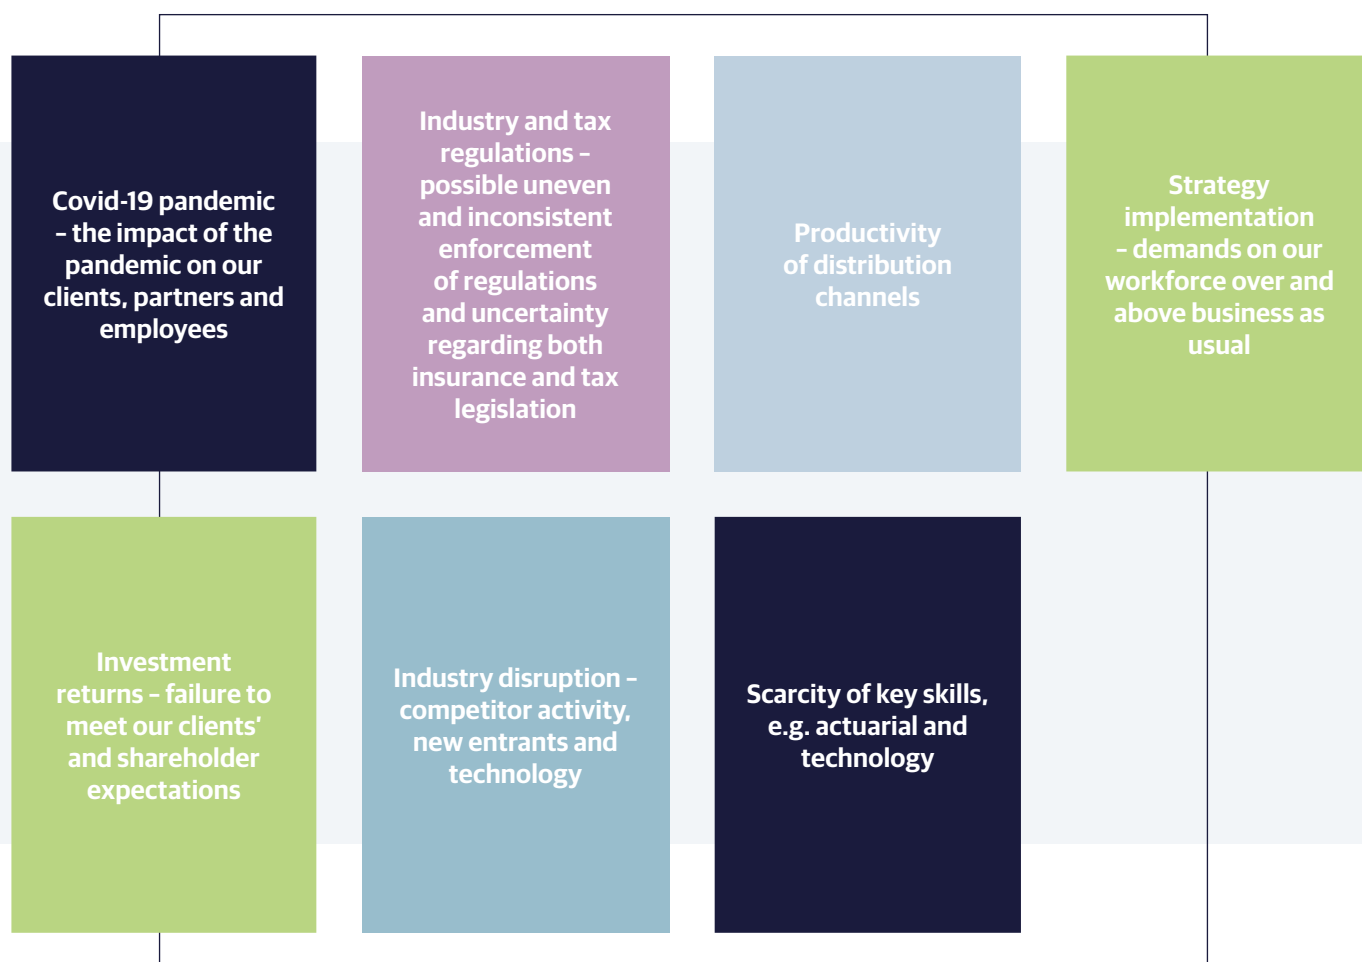 Covid-19 pandemic
– the impact of the
pandemic on our
clients, partners and
employees
Industry and tax
regulations –
possible uneven
and inconsistent
enforcement
of regulations
and uncertainty
regarding both
insurance and tax
legislation
Productivity
of distribution
channels
Strategy
implementation
– demands on our
workforce over and
above business as
usual
Investment
returns – failure to
meet our clients’
and shareholder
expectations
Industry disruption –
competitor activity,
new entrants and
technology
Scarcity of key skills,
e.g. actuarial and
technology